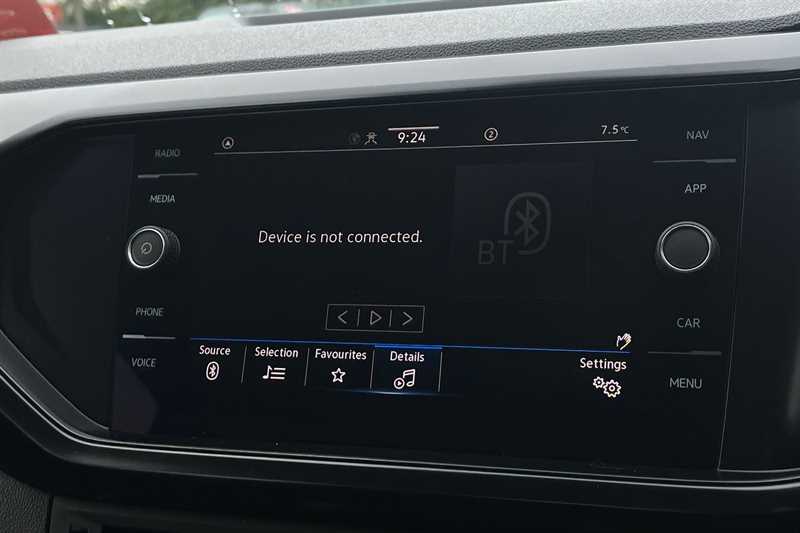 9:24
2
7.5°C
RADIO
MEDIA
PHONE
VOICE
Device is not connected.
BT
Source
Selection
Favourites
Details
Settings
NAV
APP
CAR
MENU